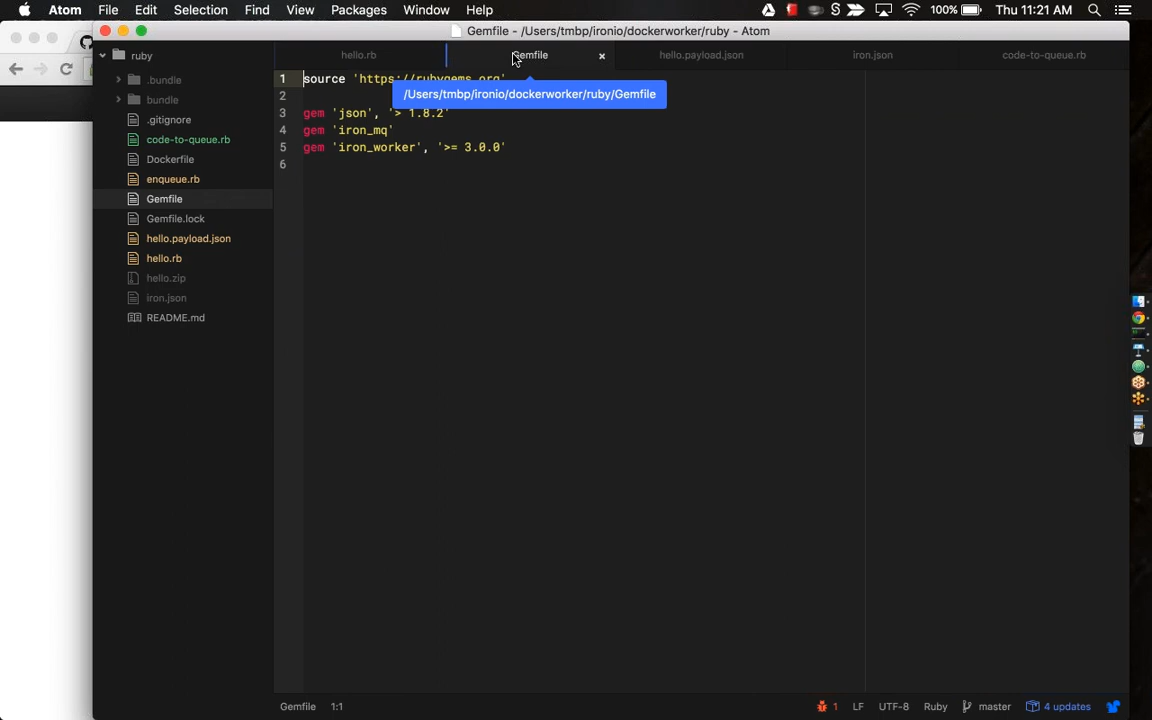 Atom File Edit Selection Find View Packages Window Help 100% Thu 11:21 AM
Gemfile - /Users/tmbp/ironio/dockerworker/ruby - Atom
ruby
hello.rb
Gemfile
hello.payload.json
iron.json
code-to-queue.rb
.bundle
bundle
.gitignore
code-to-queue.rb
Dockerfile
enqueue.rb
Gemfile
Gemfile.lock
hello.payload.json
hello.rb
hello.zip
iron.json
README.md
1 source 'https://rubygems.org'
/Users/tmbp/ironio/dockerworker/ruby/Gemfile
2
3 gem 'json', '> 1.8.2'
4 gem 'iron_mq'
5 gem 'iron_worker', '>= 3.0.0'
6
Gemfile 1:1
1 LF UTF-8 Ruby master 4 updates